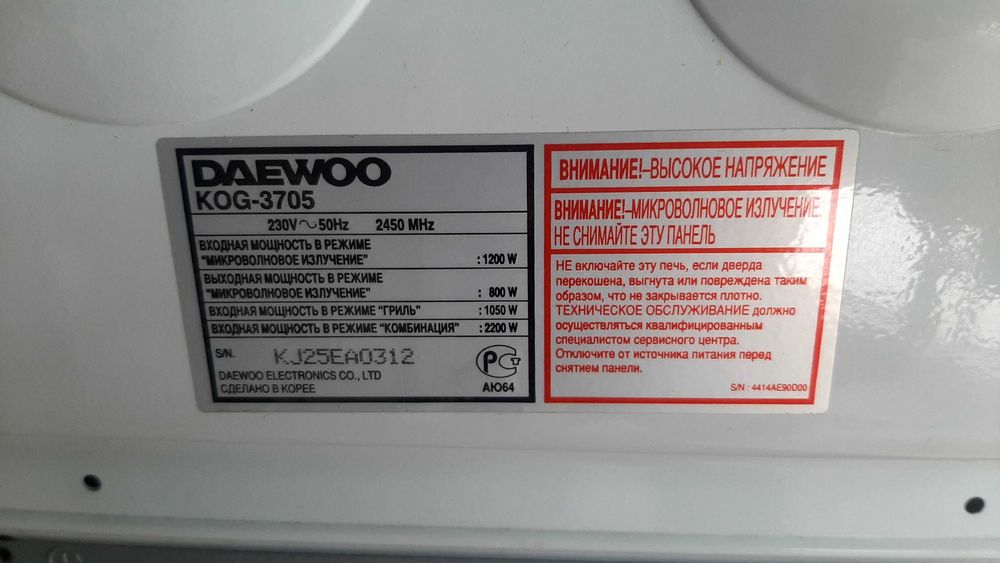 DAEWOO
KOG-3705
230V~50Hz 2450 MHz
ВХОДНАЯ МОЩНОСТЬ В РЕЖИМЕ
"МИКРОВОЛНОВОЕ ИЗЛУЧЕНИЕ" : 1200 W
ВЫХОДНАЯ МОЩНОСТЬ В РЕЖИМЕ
"МИКРОВОЛНОВОЕ ИЗЛУЧЕНИЕ" : 800 W
ВХОДНАЯ МОЩНОСТЬ В РЕЖИМЕ "ГРИЛЬ" : 1050 W
ВХОДНАЯ МОЩНОСТЬ В РЕЖИМЕ "КОМБИНАЦИЯ" : 2200 W
S/N. KJ25EA0312
DAEWOO ELECTRONICS CO., LTD
СДЕЛАНО В КОРЕЕ
АЮ64
ВНИМАНИЕ!–ВЫСОКОЕ НАПРЯЖЕНИЕ
ВНИМАНИЕ!–МИКРОВОЛНОВОЕ ИЗЛУЧЕНИЕ
НЕ СНИМАЙТЕ ЭТУ ПАНЕЛЬ
НЕ включайте эту печь, если дверда
перекошена, выгнута или повреждена таким
образом, что не закрывается плотно.
ТЕХНИЧЕСКОЕ ОБСЛУЖИВАНИЕ должно
осуществляться квалифицированным
специалистом сервисного центра.
Отключите от источника питания перед
снятием панели.
S/N : 4414AE90D00